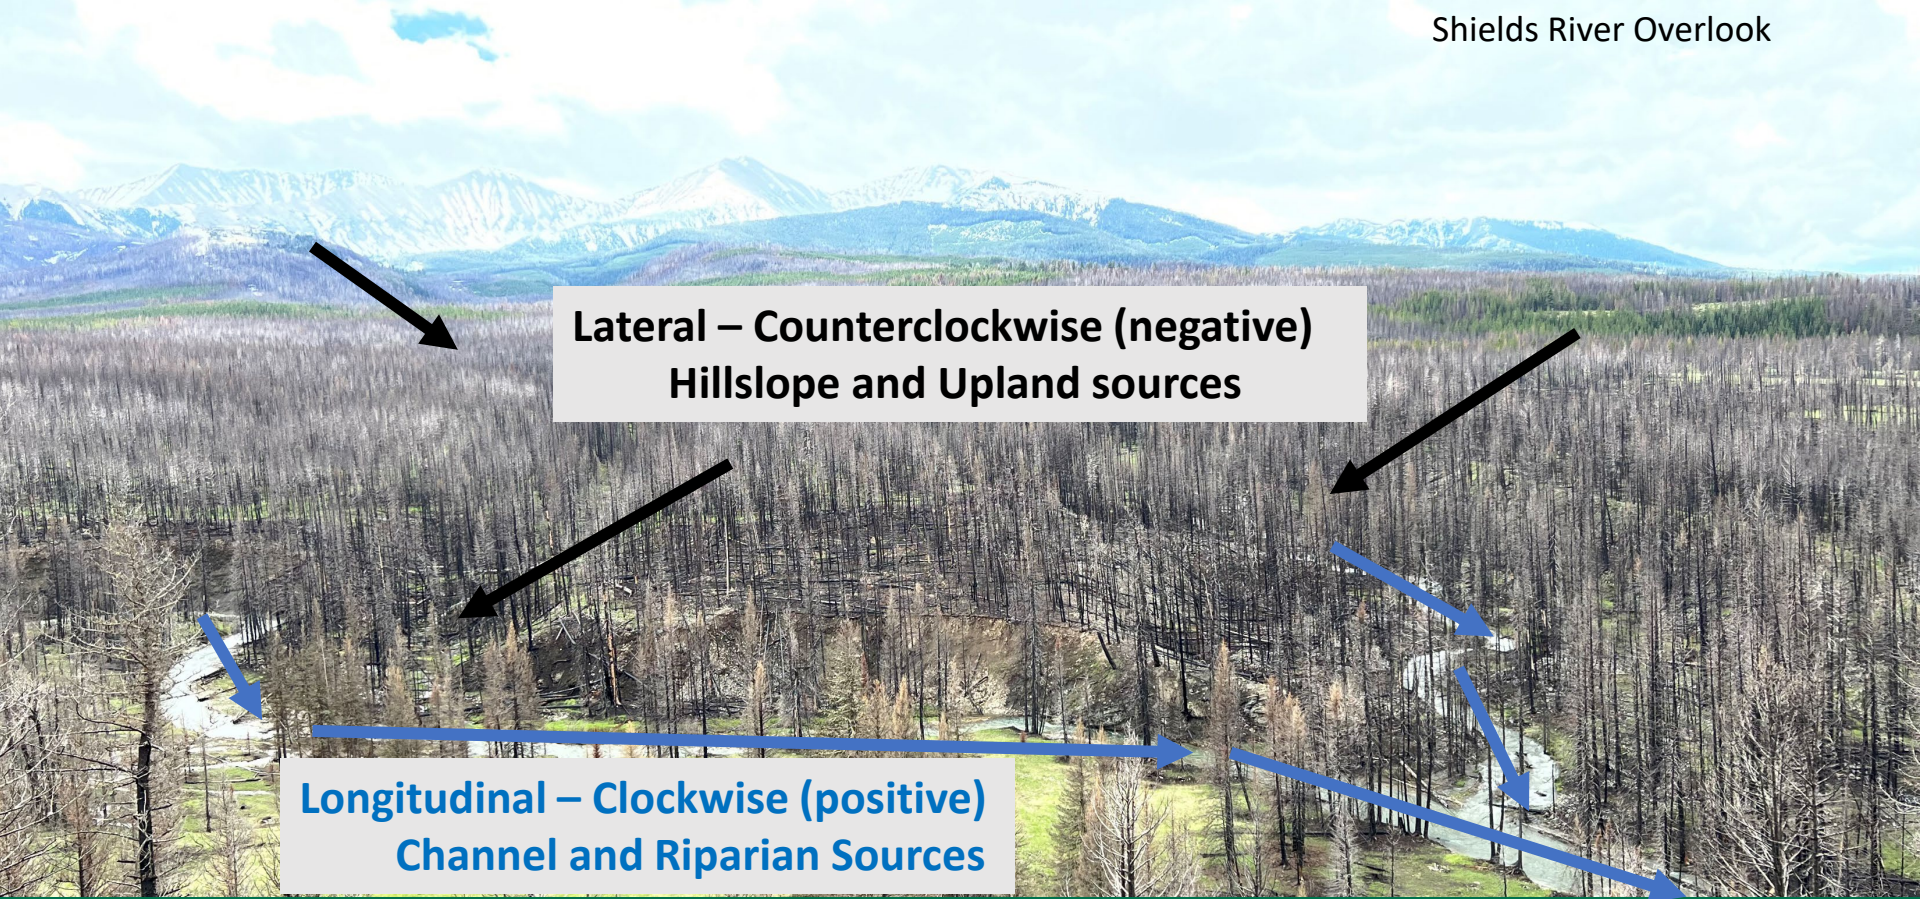 Shields River Overlook
Lateral – Counterclockwise (negative)
Hillslope and Upland sources
Longitudinal – Clockwise (positive)
Channel and Riparian Sources